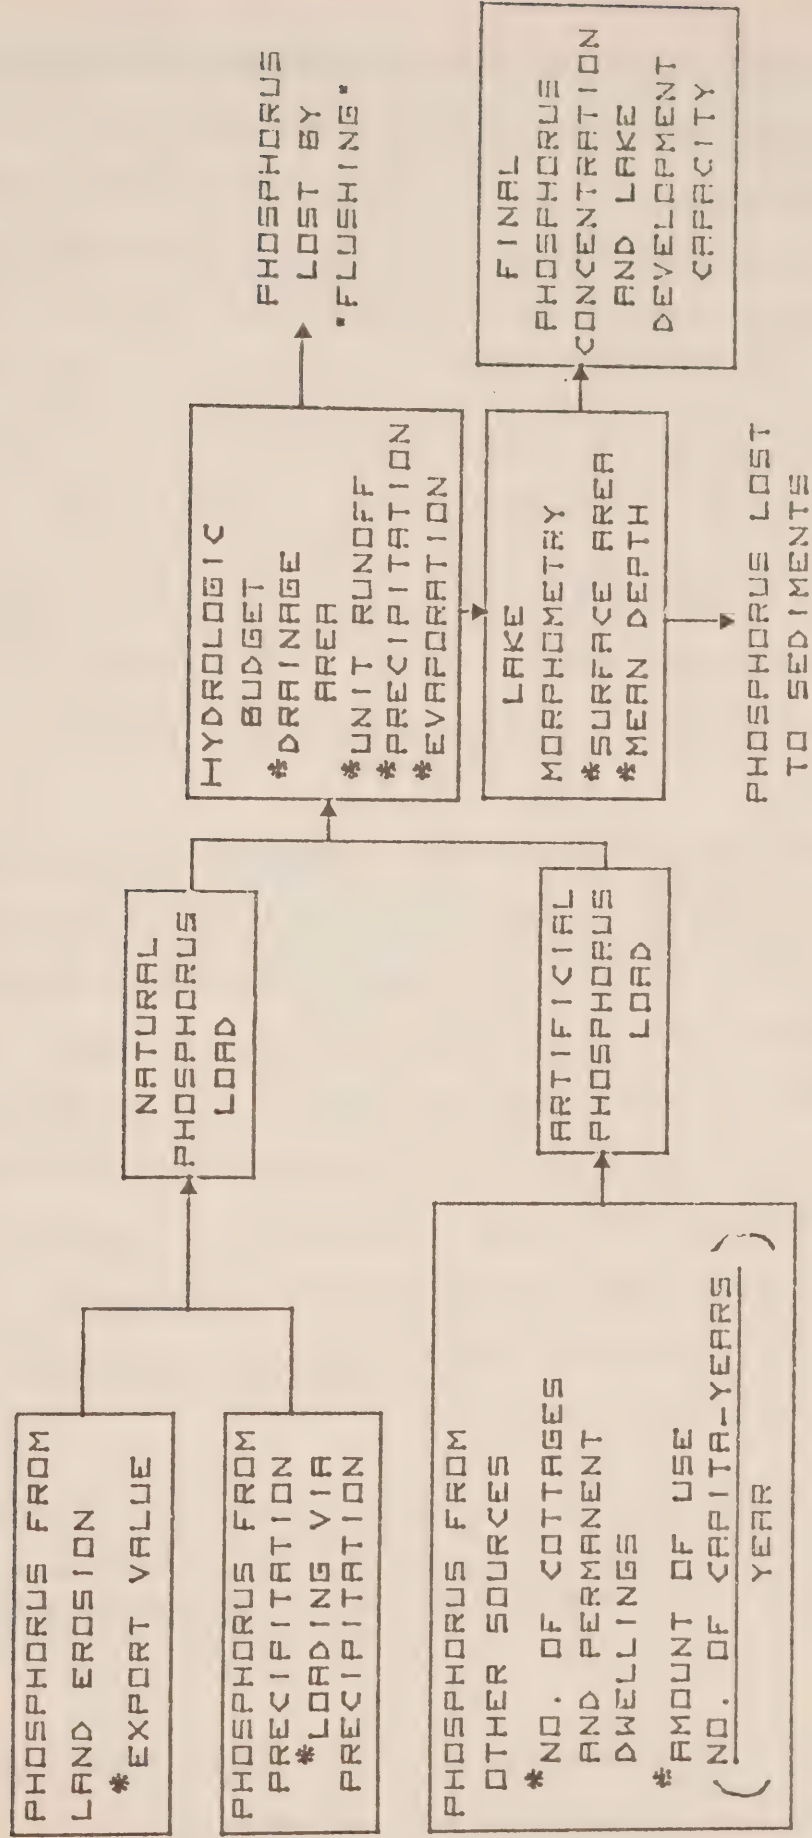 PHOSPHORUS FROM
LAND EROSION
*EXPORT VALUE
PHOSPHORUS FROM
PRECIPITATION
*LOADING VIA
PRECIPITATION
PHOSPHORUS FROM
OTHER SOURCES
*NO. OF COTTAGES
AND PERMANENT
DWELLINGS
*AMOUNT OF USE
(NO. OF CAPITA-YEARS)
YEAR
NATURAL
PHOSPHORUS
LOAD
ARTIFICIAL
PHOSPHORUS
LOAD
HYDROLOGIC
BUDGET
*DRAINAGE
AREA
*UNIT RUNOFF
*PRECIPITATION
*EVAPORATION
LAKE
MORPHOMETRY
*SURFACE AREA
*MEAN DEPTH
PHOSPHORUS
LOST BY
"FLUSHING"
FINAL
PHOSPHORUS
CONCENTRATION
AND LAKE
DEVELOPMENT
CAPACITY
PHOSPHORUS LOST
TO SEDIMENTS